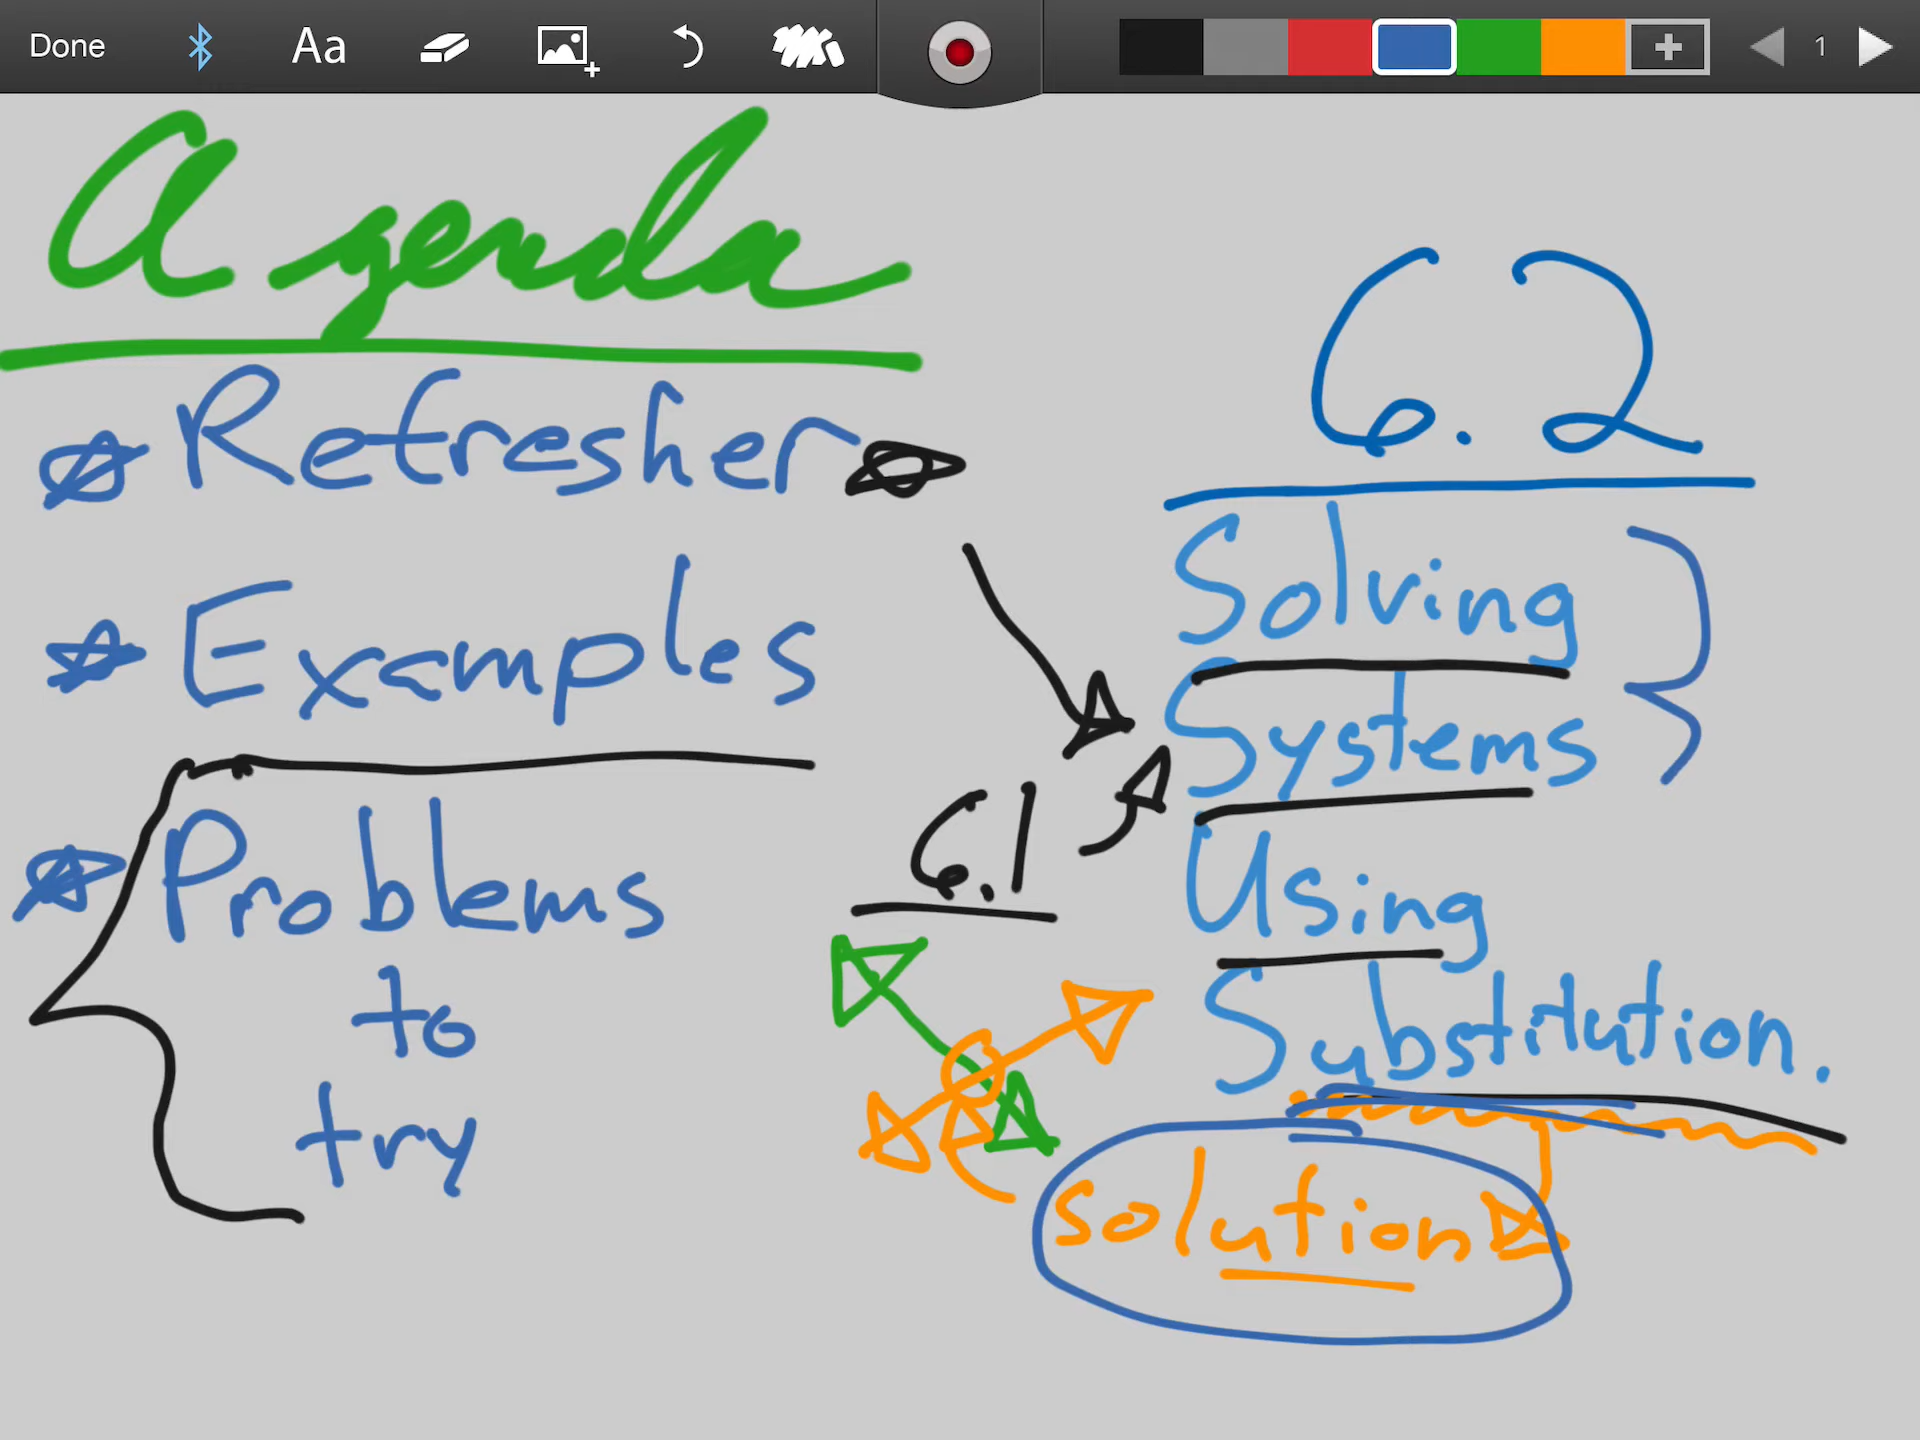 Done
Aa
1
Agenda
Refresher
Examples
Problems
to
try
6.2
Solving
Systems
Using
Substitution.
6.1
solution